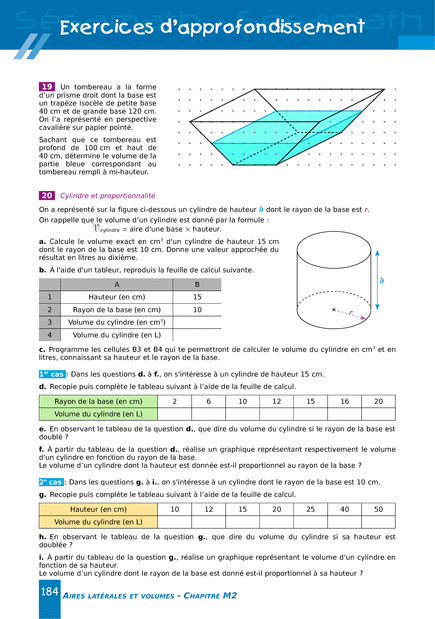 Exercices d'approfondissement
19 Un tombereau a la forme
d'un prisme droit dont la base est
un trapèze isocèle de petite base
40 cm et de grande base 120 cm.
On l'a représenté en perspective
cavalière sur papier pointé.
Sachant que ce tombereau est
profond de 100 cm et haut de
40 cm, détermine le volume de la
partie bleue correspondant au
tombereau rempli à mi-hauteur.
20 Cylindre et proportionnalité
On a représenté sur la figure ci-dessous un cylindre de hauteur h dont le rayon de la base est r.
On rappelle que le volume d'un cylindre est donné par la formule :
𝒱cylindre = aire d'une base × hauteur.
a. Calcule le volume exact en cm³ d'un cylindre de hauteur 15 cm
dont le rayon de la base est 10 cm. Donne une valeur approchée du
résultat en litres au dixième.
b. À l'aide d'un tableur, reproduis la feuille de calcul suivante.
A B
1 Hauteur (en cm) 15
2 Rayon de la base (en cm) 10
3 Volume du cylindre (en cm³)
4 Volume du cylindre (en L)
h
r
c. Programme les cellules B3 et B4 qui te permettront de calculer le volume du cylindre en cm³ et en
litres, connaissant sa hauteur et le rayon de la base.
1er cas : Dans les questions d. à f., on s'intéresse à un cylindre de hauteur 15 cm.
d. Recopie puis complète le tableau suivant à l'aide de la feuille de calcul.
Rayon de la base (en cm) 2 6 10 12 15 16 20
Volume du cylindre (en L)
e. En observant le tableau de la question d., que dire du volume du cylindre si le rayon de la base est
doublé ?
f. À partir du tableau de la question d., réalise un graphique représentant respectivement le volume
d'un cylindre en fonction du rayon de la base.
Le volume d'un cylindre dont la hauteur est donnée est-il proportionnel au rayon de la base ?
2e cas : Dans les questions g. à i., on s'intéresse à un cylindre dont le rayon de la base est 10 cm.
g. Recopie puis complète le tableau suivant à l'aide de la feuille de calcul.
Hauteur (en cm) 10 12 15 20 25 40 50
Volume du cylindre (en L)
h. En observant le tableau de la question g., que dire du volume du cylindre si sa hauteur est
doublée ?
i. À partir du tableau de la question g., réalise un graphique représentant le volume d'un cylindre en
fonction de sa hauteur.
Le volume d'un cylindre dont le rayon de la base est donné est-il proportionnel à sa hauteur ?
184 AIRES LATÉRALES ET VOLUMES - CHAPITRE M2